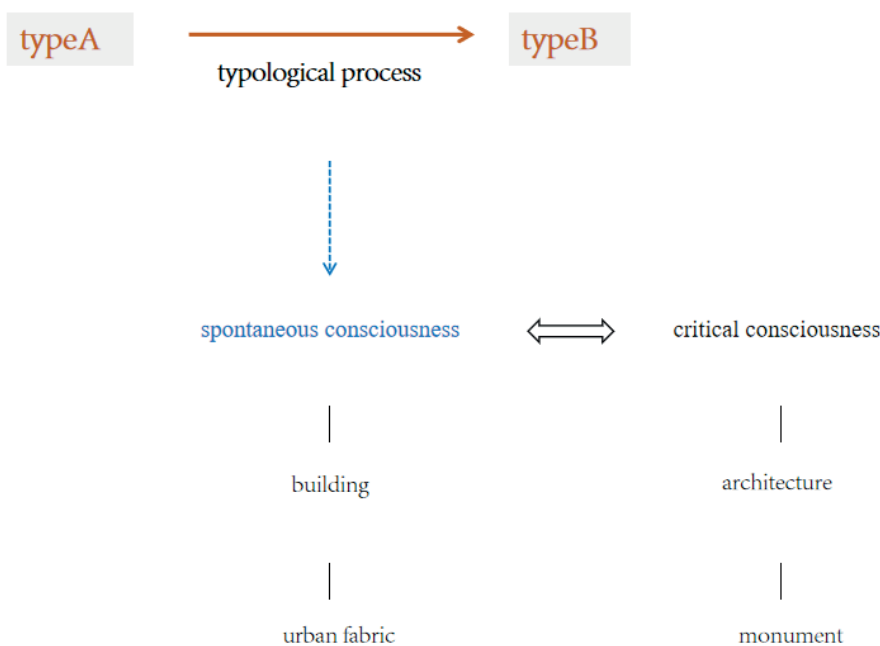 typeA
typeB
typological process
spontaneous consciousness
critical consciousness
building
architecture
urban fabric
monument